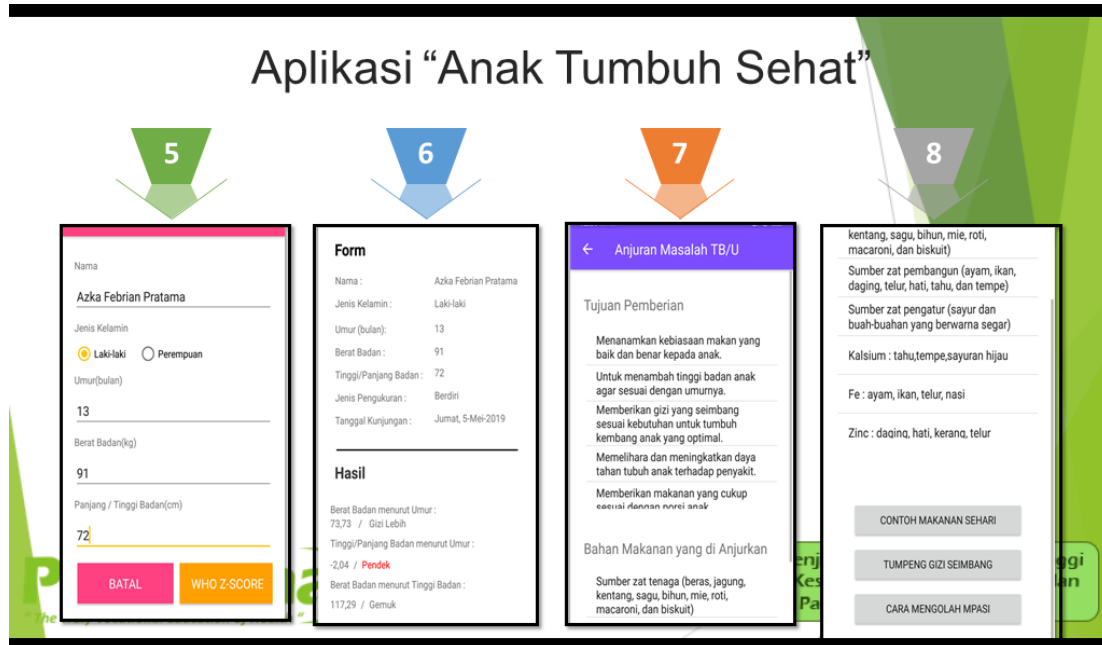 Aplikasi “Anak Tumbuh Sehat”
5
6
7
8
Nama
Azka Febrian Pratama
Jenis Kelamin
Laki-laki Perempuan
Umur(bulan)
13
Berat Badan(kg)
91
Panjang / Tinggi Badan(cm)
72
BATAL WHO Z-SCORE
Form
Nama : Azka Febrian Pratama
Jenis Kelamin : Laki-laki
Umur (bulan): 13
Berat Badan : 91
Tinggi/Panjang Badan : 72
Jenis Pengukuran : Berdiri
Tanggal Kunjungan : Jumat, 5-Mei-2019
Hasil
Berat Badan menurut Umur :
73,73 / Gizi Lebih
Tinggi/Panjang Badan menurut Umur :
-2,04 / Pendek
Berat Badan menurut Tinggi Badan :
117,29 / Gemuk
Anjuran Masalah TB/U
Tujuan Pemberian
Menanamkan kebiasaan makan yang
baik dan benar kepada anak.
Untuk menambah tinggi badan anak
agar sesuai dengan umurnya.
Memberikan gizi yang seimbang
sesuai kebutuhan untuk tumbuh
kembang anak yang optimal.
Memelihara dan meningkatkan daya
tahan tubuh anak terhadap penyakit.
Memberikan makanan yang cukup
sesuai dengan porsi anak
Bahan Makanan yang di Anjurkan
Sumber zat tenaga (beras, jagung,
kentang, sagu, bihun, mie, roti,
macaroni, dan biskuit)
kentang, sagu, bihun, mie, roti,
macaroni, dan biskuit)
Sumber zat pembangun (ayam, ikan,
daging, telur, hati, tahu, dan tempe)
Sumber zat pengatur (sayur dan
buah-buahan yang berwarna segar)
Kalsium : tahu,tempe,sayuran hijau
Fe : ayam, ikan, telur, nasi
Zinc : daging, hati, kerang, telur
CONTOH MAKANAN SEHARI
TUMPENG GIZI SEIMBANG
CARA MENGOLAH MPASI